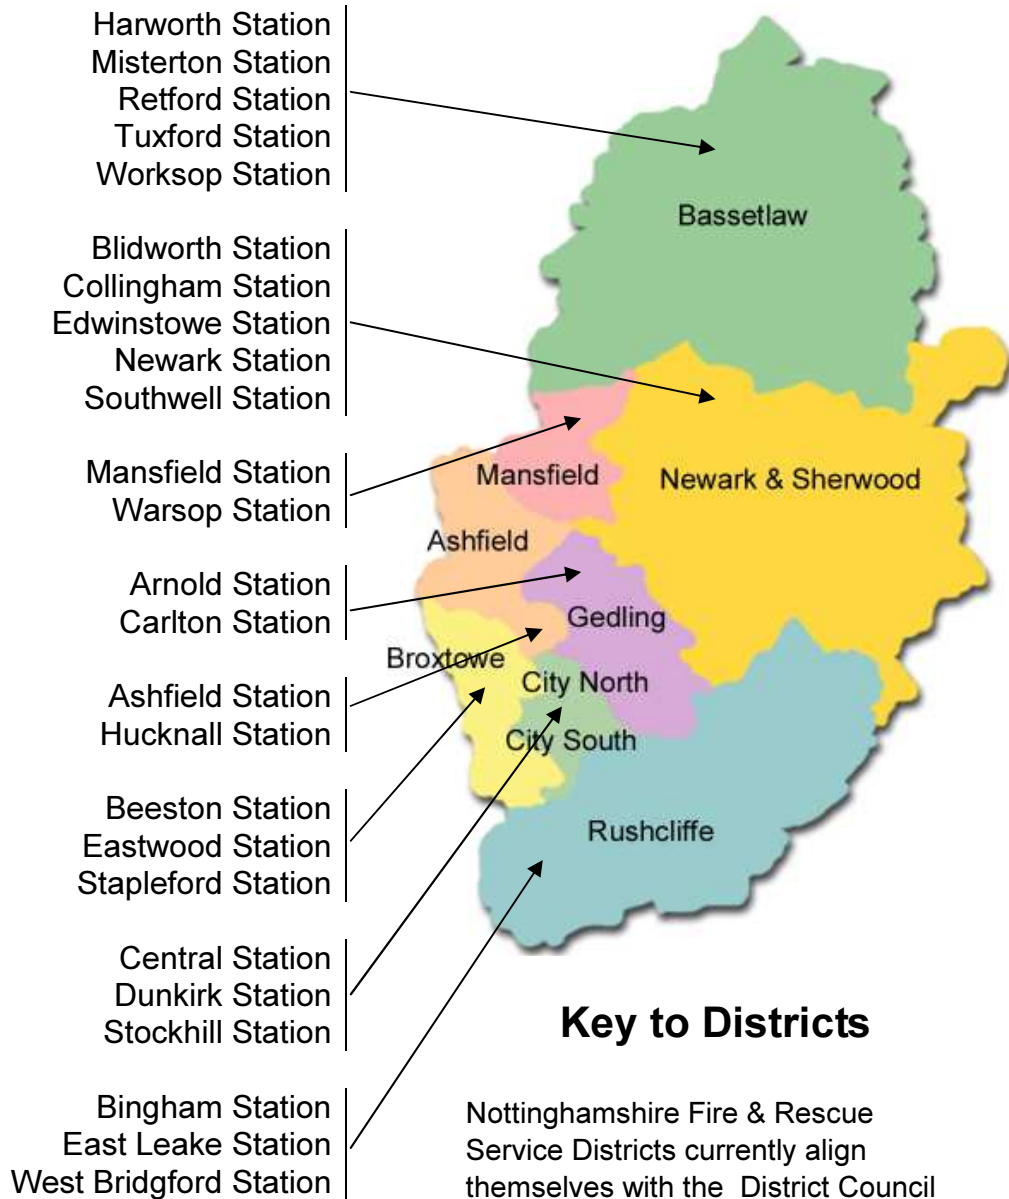 Harworth Station
Misterton Station
Retford Station
Tuxford Station
Worksop Station
Blidworth Station
Collingham Station
Edwinstowe Station
Newark Station
Southwell Station
Mansfield Station
Warsop Station
Arnold Station
Carlton Station
Ashfield Station
Hucknall Station
Beeston Station
Eastwood Station
Stapleford Station
Central Station
Dunkirk Station
Stockhill Station
Bingham Station
East Leake Station
West Bridgford Station
Bassetlaw
Mansfield
Newark & Sherwood
Ashfield
Gedling
Broxtowe
City North
City South
Rushcliffe
Key to Districts
Nottinghamshire Fire & Rescue
Service Districts currently align
themselves with the District Council